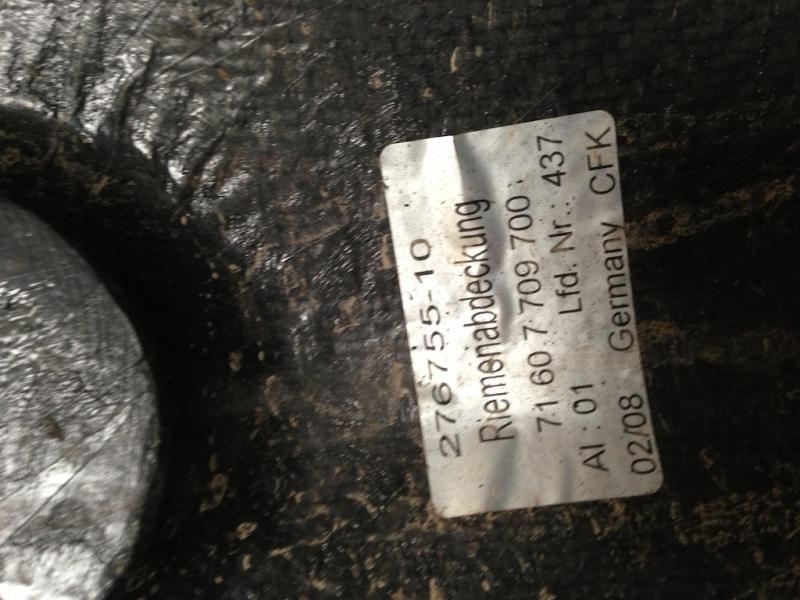 276755-10
Riemenabdeckung
71 60 7 709 700
AI : 01 Lfd. Nr.: 437
02/08 Germany CFK